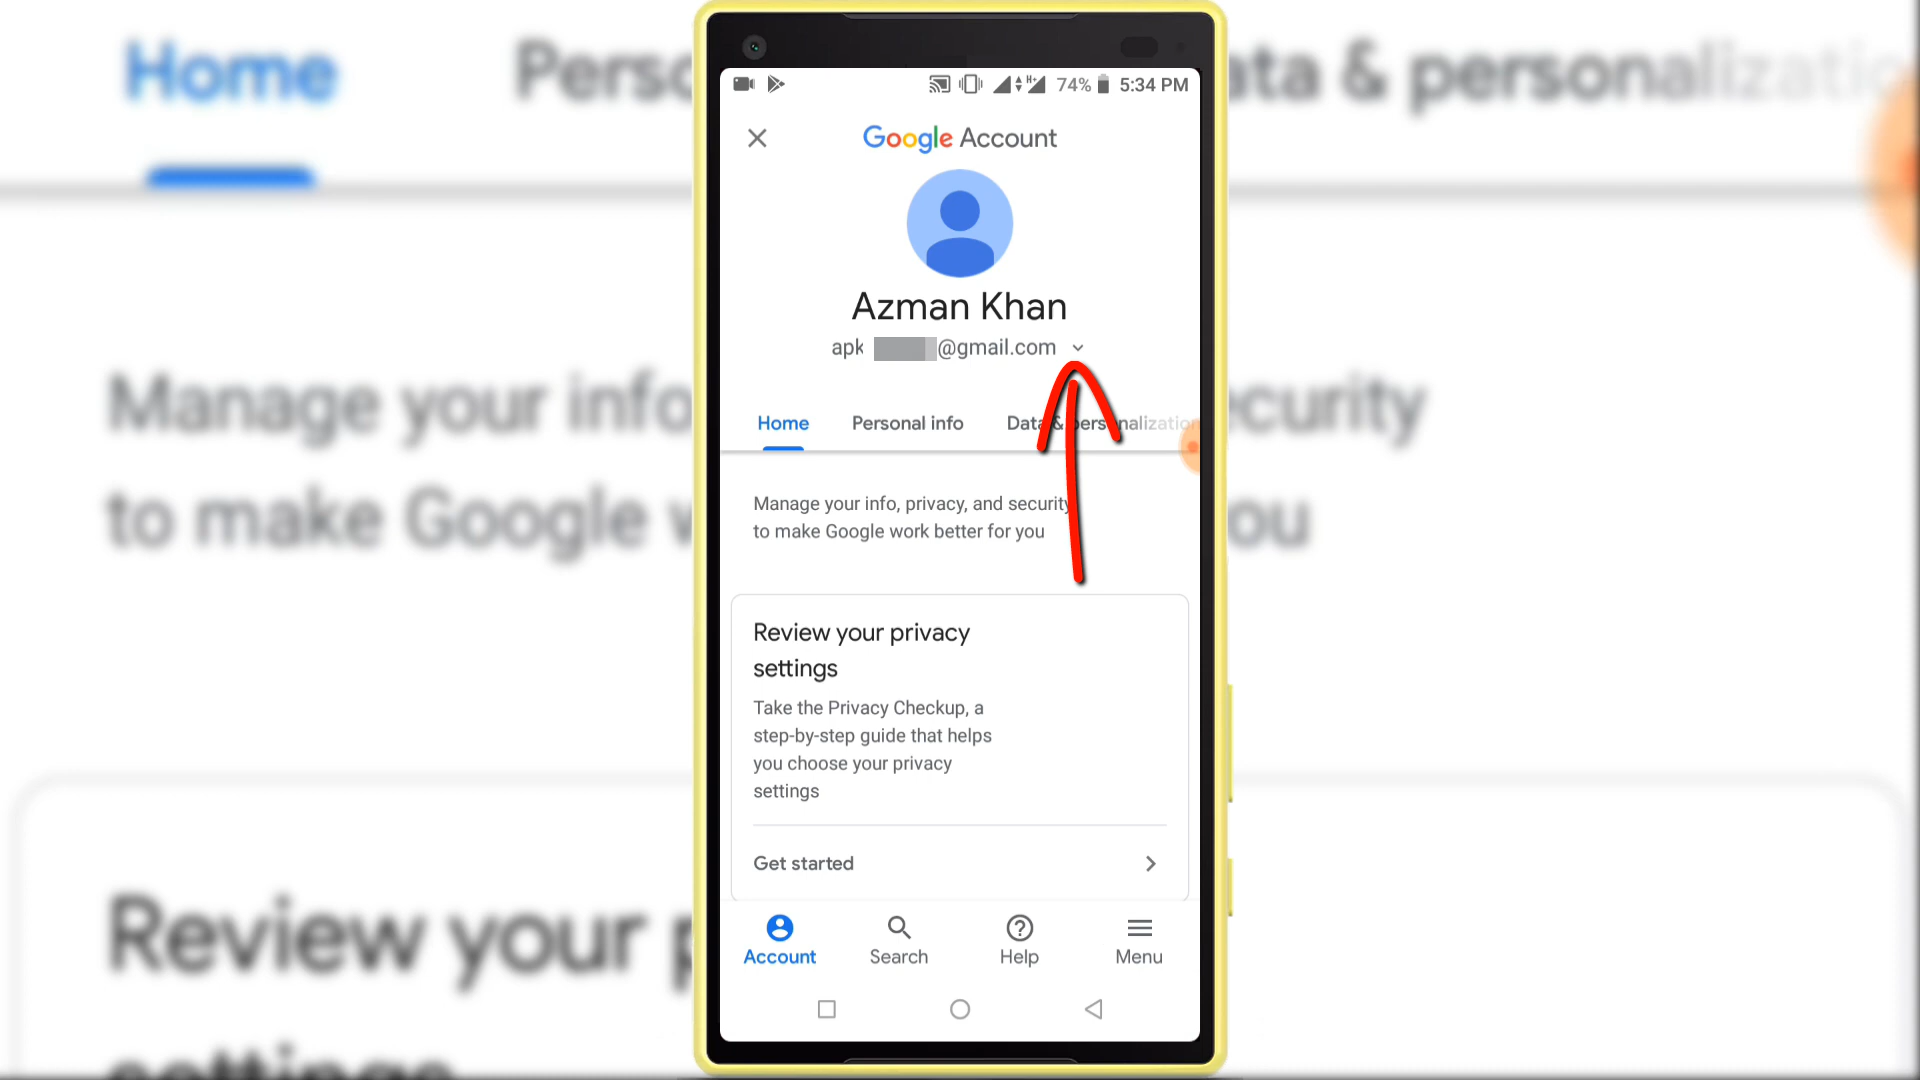 Home Perso ata & personalizatio
74% 5:34 PM
Google Account
Azman Khan
apk @gmail.com
Home Personal info Data & personalization
Manage your info ecurity
to make Google w ou
Manage your info, privacy, and security
to make Google work better for you
Review your privacy
settings
Take the Privacy Checkup, a
step-by-step guide that helps
you choose your privacy
settings
Get started
Review your p
settings
Account Search Help Menu